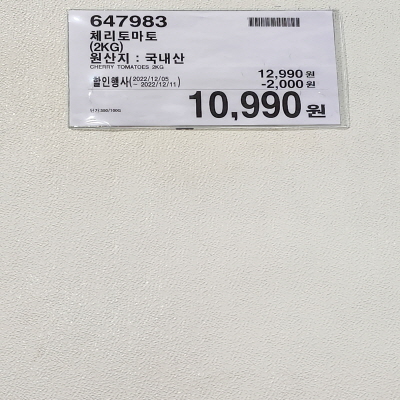 647983
체리토마토
(2KG)
원산지 : 국내산
CHERRY TOMATOES 2KG
12,990 원
할인행사(2022/12/05 ~ 2022/12/11) -2,000 원
10,990 원